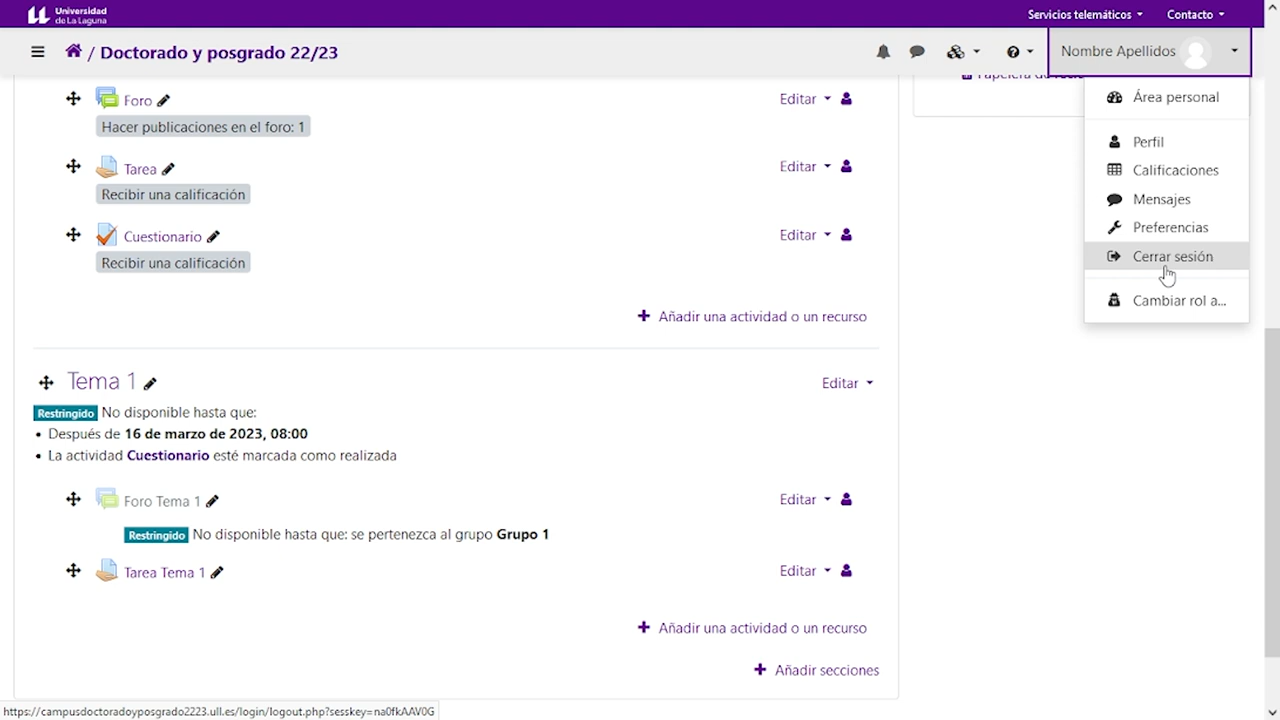 Universidad
de La Laguna
Servicios telemáticos
Contacto
/ Doctorado y posgrado 22/23
Nombre Apellidos
Área personal
Perfil
Calificaciones
Mensajes
Preferencias
Cerrar sesión
Cambiar rol a...
Foro
Editar
Hacer publicaciones en el foro: 1
Tarea
Editar
Recibir una calificación
Cuestionario
Editar
Recibir una calificación
Añadir una actividad o un recurso
Tema 1
Editar
Restringido No disponible hasta que:
• Después de 16 de marzo de 2023, 08:00
• La actividad Cuestionario esté marcada como realizada
Foro Tema 1
Editar
Restringido No disponible hasta que: se pertenezca al grupo Grupo 1
Tarea Tema 1
Editar
Añadir una actividad o un recurso
Añadir secciones
https://campusdoctoradoyposgrado2223.ull.es/login/logout.php?sesskey=na0fkAAV0G